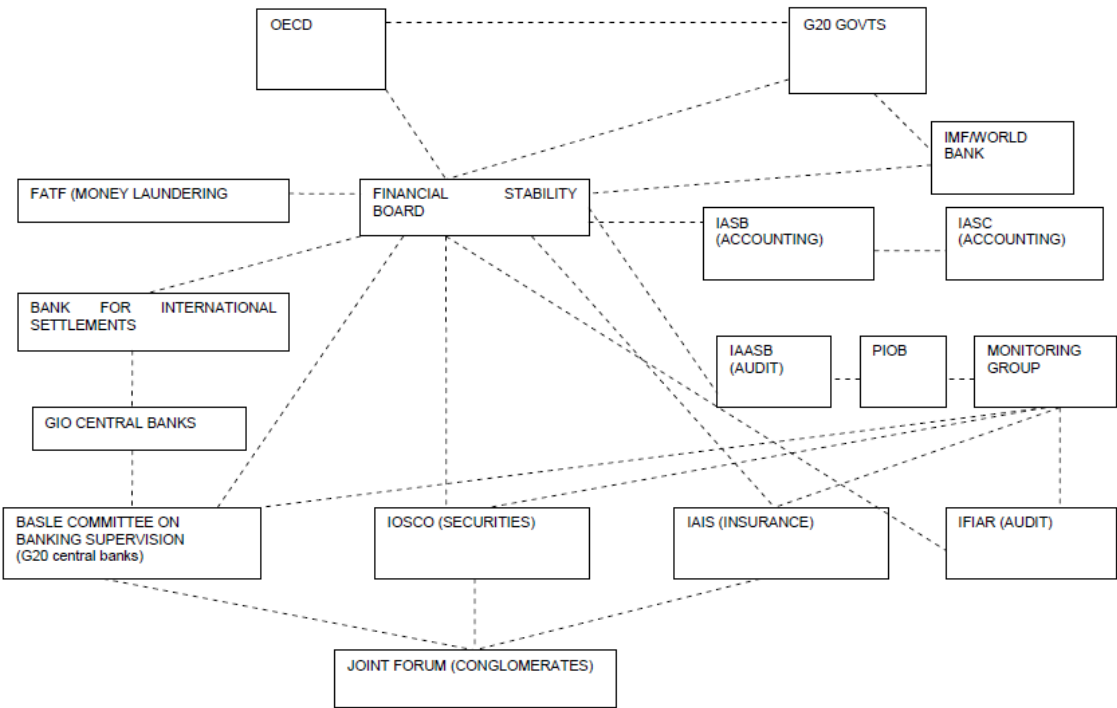 OECD
G20 GOVTS
IMF/WORLD
BANK
FATF (MONEY LAUNDERING
FINANCIAL STABILITY
BOARD
IASB
(ACCOUNTING)
IASC
(ACCOUNTING)
BANK FOR INTERNATIONAL
SETTLEMENTS
IAASB
(AUDIT)
PIOB
MONITORING
GROUP
GIO CENTRAL BANKS
BASLE COMMITTEE ON
BANKING SUPERVISION
(G20 central banks)
IOSCO (SECURITIES)
IAIS (INSURANCE)
IFIAR (AUDIT)
JOINT FORUM (CONGLOMERATES)